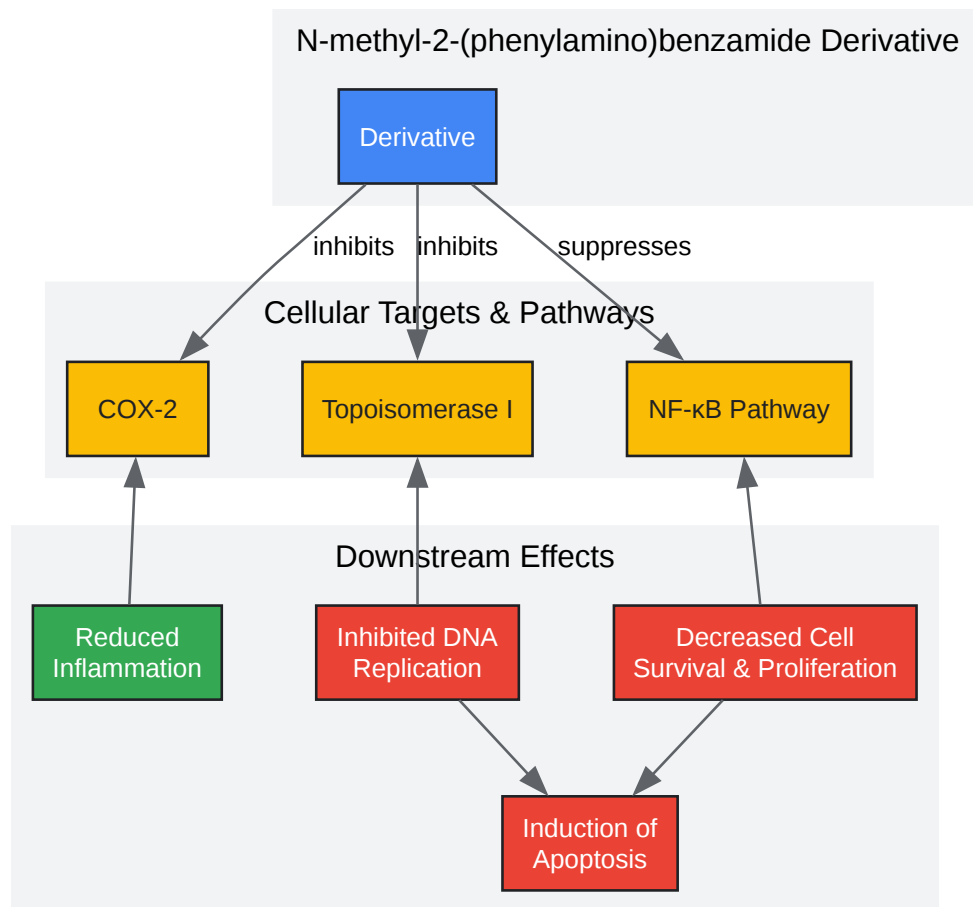 N-methyl-2-(phenylamino)benzamide Derivative
Derivative
inhibits
inhibits
suppresses
Cellular Targets & Pathways
COX-2
Topoisomerase I
NF-κB Pathway
Downstream Effects
Reduced
Inflammation
Inhibited DNA
Replication
Decreased Cell
Survival & Proliferation
Induction of
Apoptosis